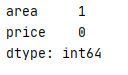 area     1
price    0
dtype: int64